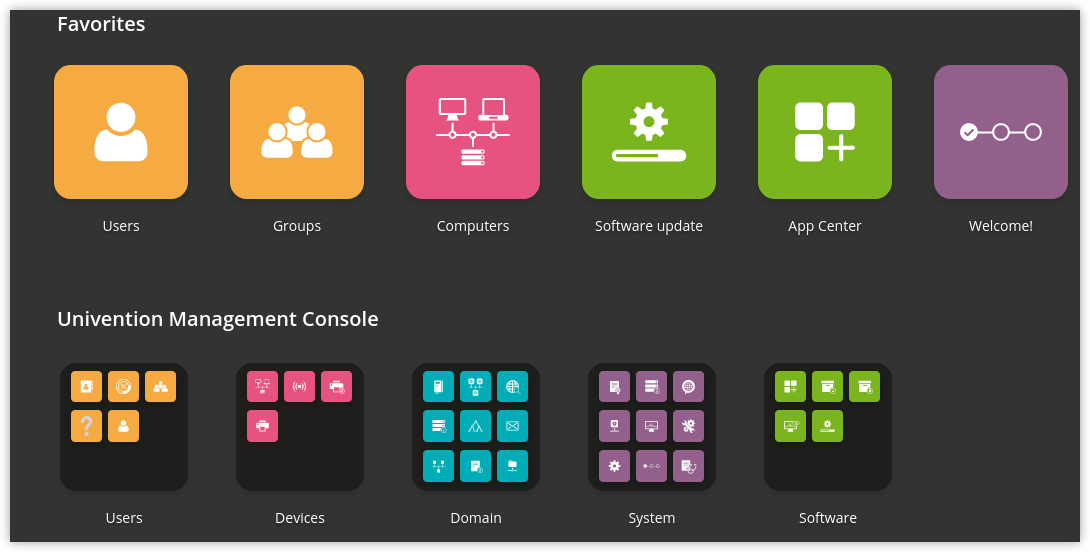 Favorites
Users
Groups
Computers
Software update
App Center
Welcome!
Univention Management Console
Users
Devices
Domain
System
Software